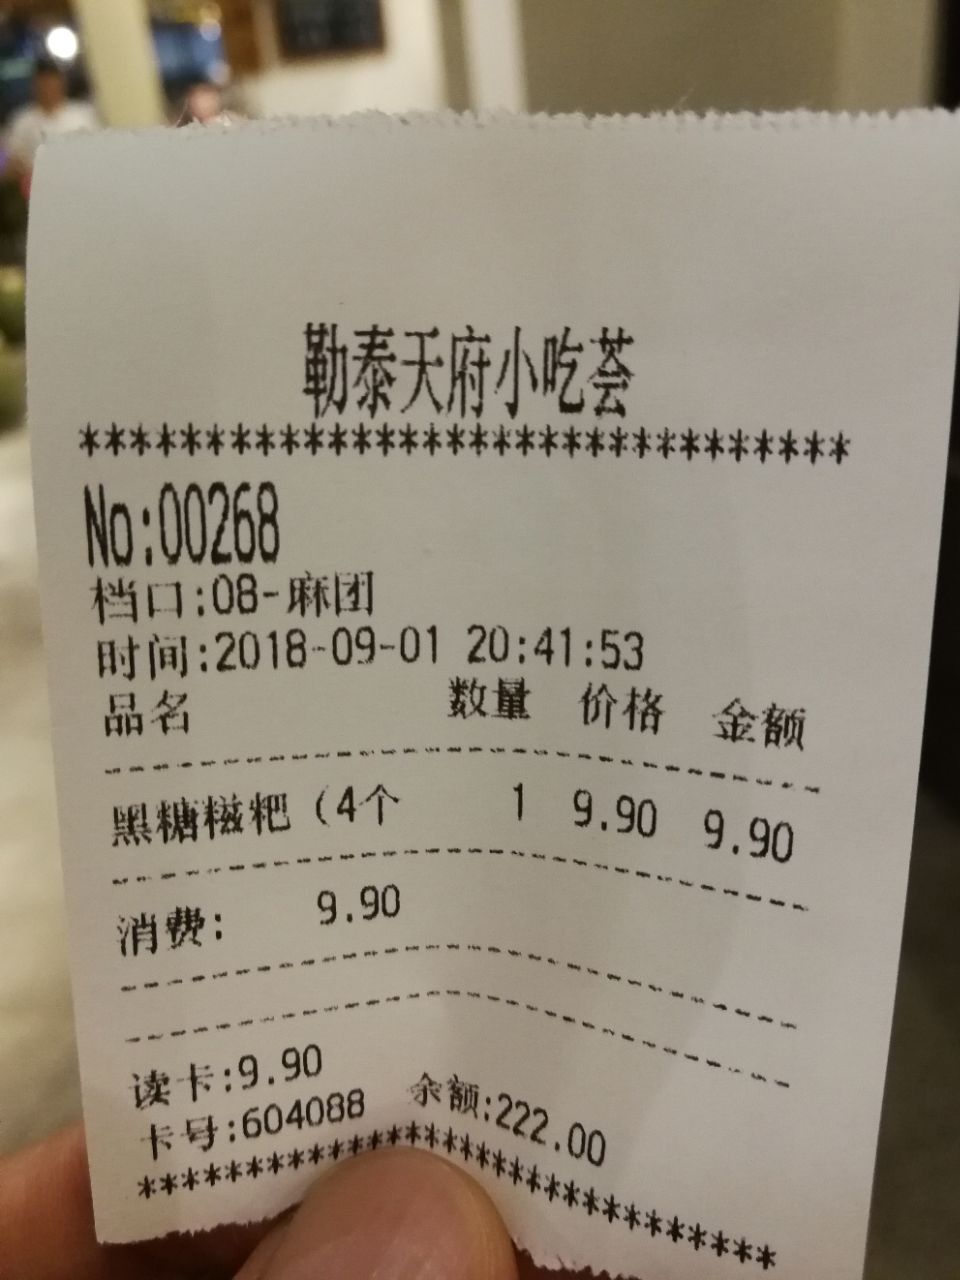 勒泰天府小吃荟
********************************
No:00268
档口:08-麻团
时间:2018-09-01 20:41:53
品名 数量 价格 金额
--------------------------------
黑糖糍粑（4个 1 9.90 9.90
--------------------------------
消费: 9.90
--------------------------------
--------------------------------
读卡:9.90
卡号:604088 余额:222.00
********************************